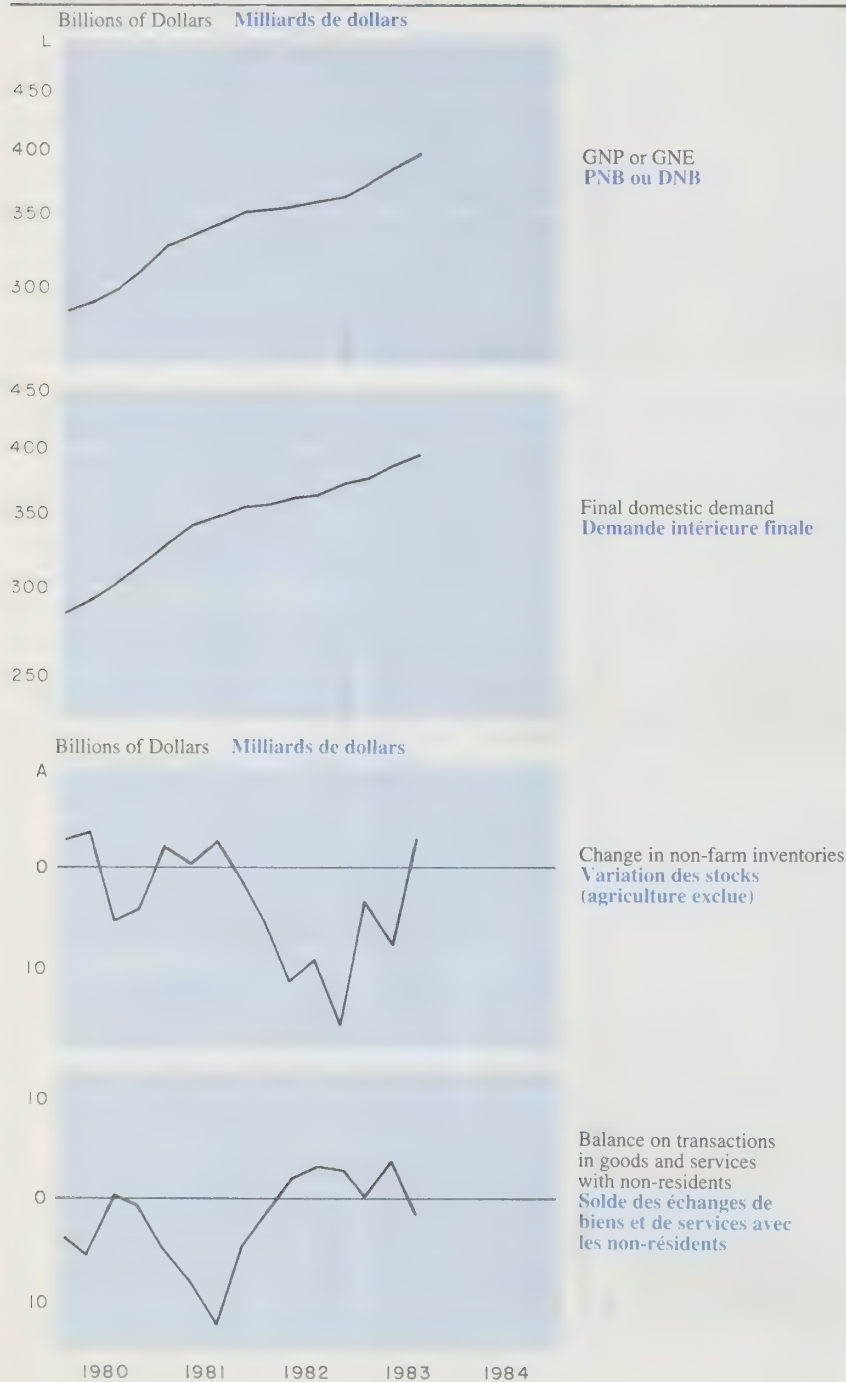 Billions of Dollars Milliards de dollars
L
450
400
350
300
GNP or GNE
PNB ou DNB
450
400
350
300
250
Final domestic demand
Demande intérieure finale
Billions of Dollars Milliards de dollars
A
0
10
Change in non-farm inventories
Variation des stocks
(agriculture exclue)
10
0
10
Balance on transactions
in goods and services
with non-residents
Solde des échanges de
biens et de services avec
les non-résidents
1980 1981 1982 1983 1984